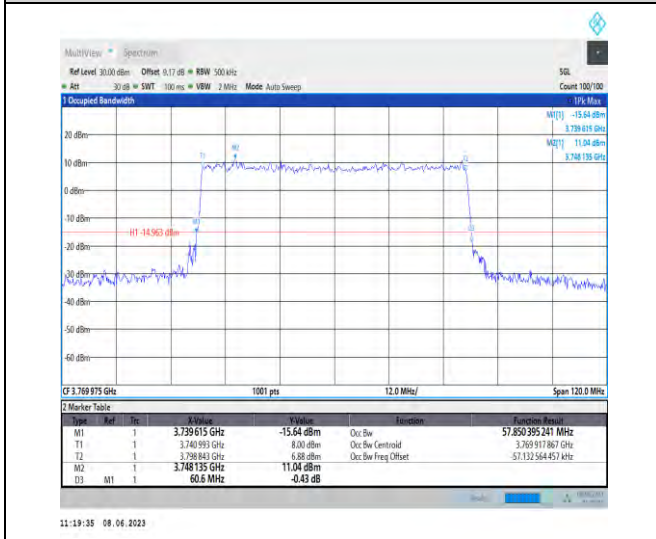 MultiView Spectrum
Ref Level 30.00 dBm Offset 9.17 dB RBW 500 kHz SGL
Att 30 dB SWT 100 ms VBW 2 MHz Mode Auto Sweep Count 100/100
1 Occupied Bandwidth 1Pk Max
M1[1] -15.64 dBm
3.739 615 GHz
M2[1] 11.04 dBm
3.748 135 GHz
20 dBm
M2
T1
T2
10 dBm
0 dBm
-10 dBm
M1
H1 -14.963 dBm
D3
-20 dBm
-30 dBm
-40 dBm
-50 dBm
-60 dBm
CF 3.769 975 GHz 1001 pts 12.0 MHz/ Span 120.0 MHz
2 Marker Table
Type Ref Trc X-Value Y-Value Function Function Result
M1 1 3.739 615 GHz -15.64 dBm Occ Bw 57.850 395 241 MHz
T1 1 3.740 993 GHz 8.00 dBm Occ Bw Centroid 3.769 917 867 GHz
T2 1 3.798 843 GHz 6.88 dBm Occ Bw Freq Offset -57.132 564 457 kHz
M2 1 3.748 135 GHz 11.04 dBm
D3 M1 1 60.6 MHz -0.43 dB
11:19:35 08.06.2023